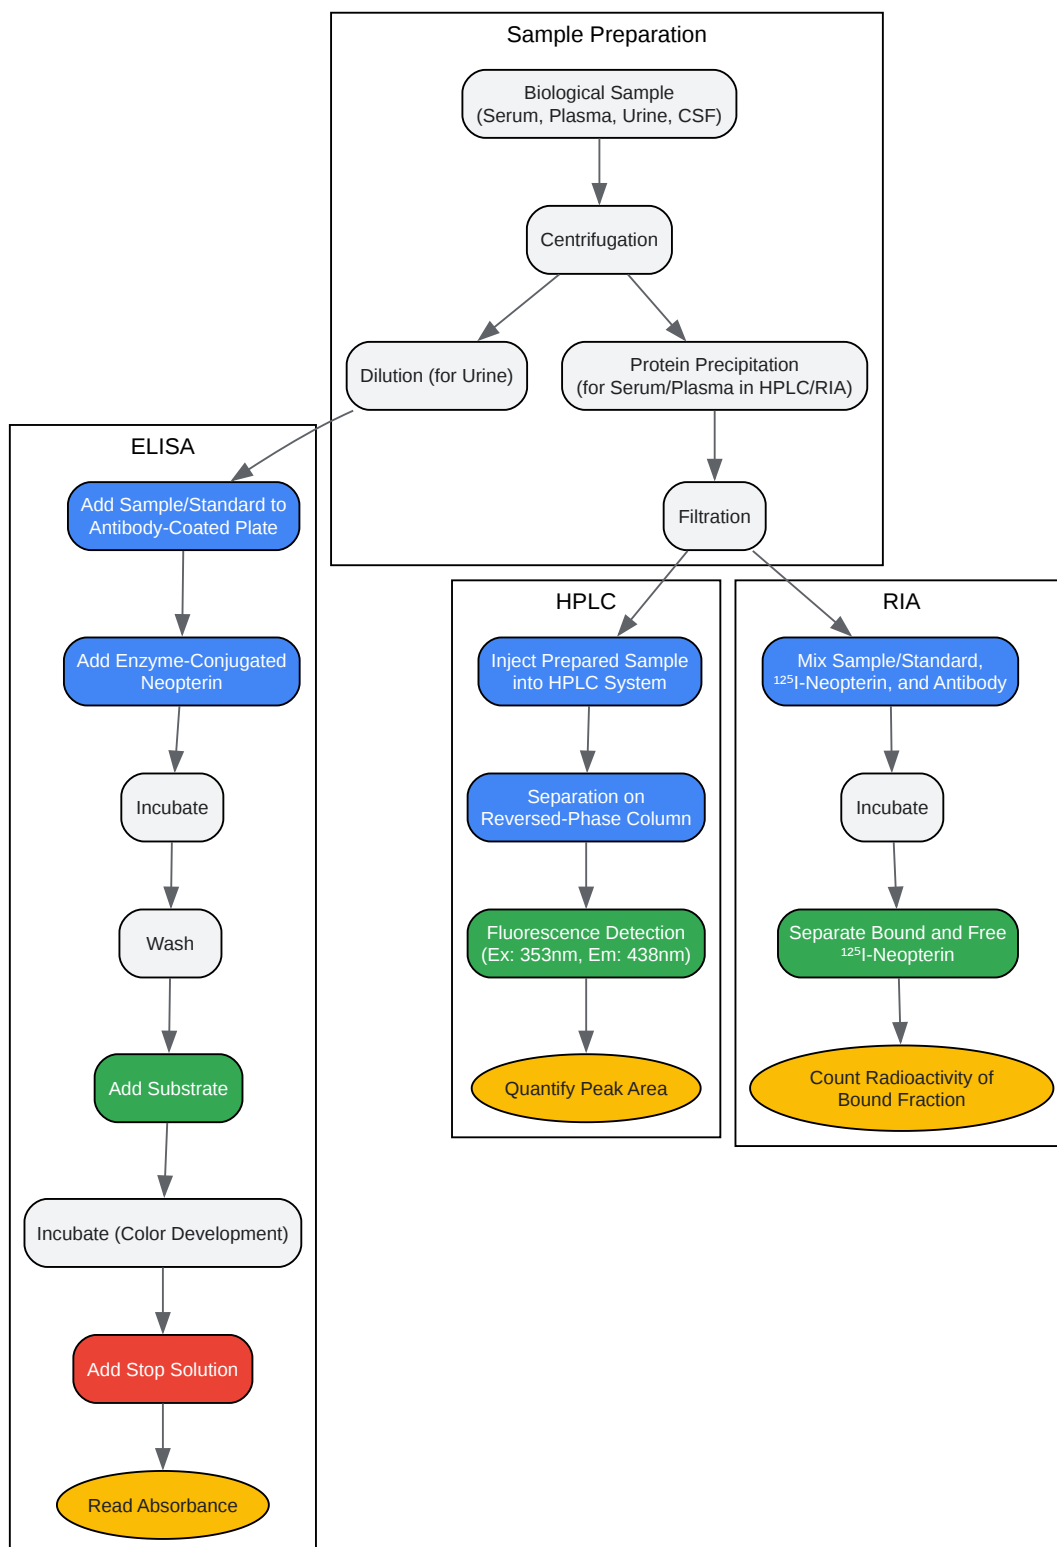 Sample Preparation
Biological Sample
(Serum, Plasma, Urine, CSF)
Centrifugation
Dilution (for Urine)
Protein Precipitation
(for Serum/Plasma in HPLC/RIA)
Filtration
ELISA
Add Sample/Standard to
Antibody-Coated Plate
Add Enzyme-Conjugated
Neopterin
Incubate
Wash
Add Substrate
Incubate (Color Development)
Add Stop Solution
Read Absorbance
HPLC
Inject Prepared Sample
into HPLC System
Separation on
Reversed-Phase Column
Fluorescence Detection
(Ex: 353nm, Em: 438nm)
Quantify Peak Area
RIA
Mix Sample/Standard,
¹²⁵I-Neopterin, and Antibody
Incubate
Separate Bound and Free
¹²⁵I-Neopterin
Count Radioactivity of
Bound Fraction